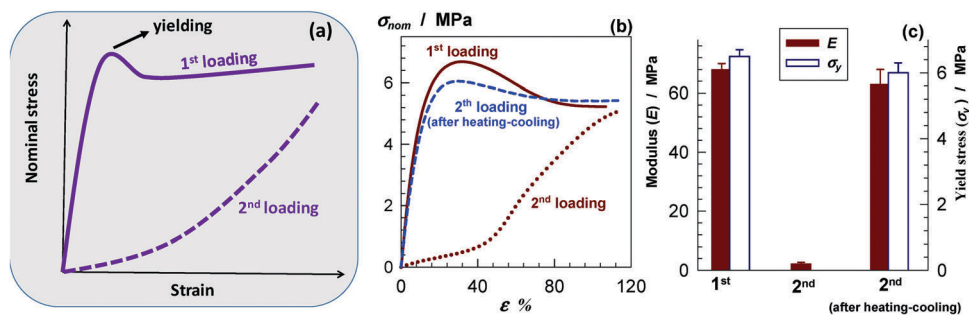 (a)
yielding
1st loading
2nd loading
Nominal stress
Strain
σnom / MPa
(b)
1st loading
2th loading
(after heating-cooling)
2nd loading
6
4
2
0
0 40 80 120
ε %
(c)
E
σy
Modulus (E) / MPa
60
40
20
0
Yield stress (σy) / MPa
6
4
2
0
1st 2nd 2nd
(after heating-cooling)